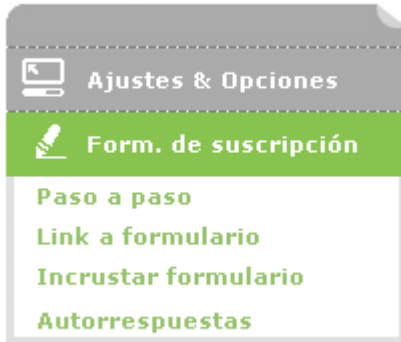 Ajustes & Opciones
Form. de suscripción
Paso a paso
Link a formulario
Incrustar formulario
Autorrespuestas